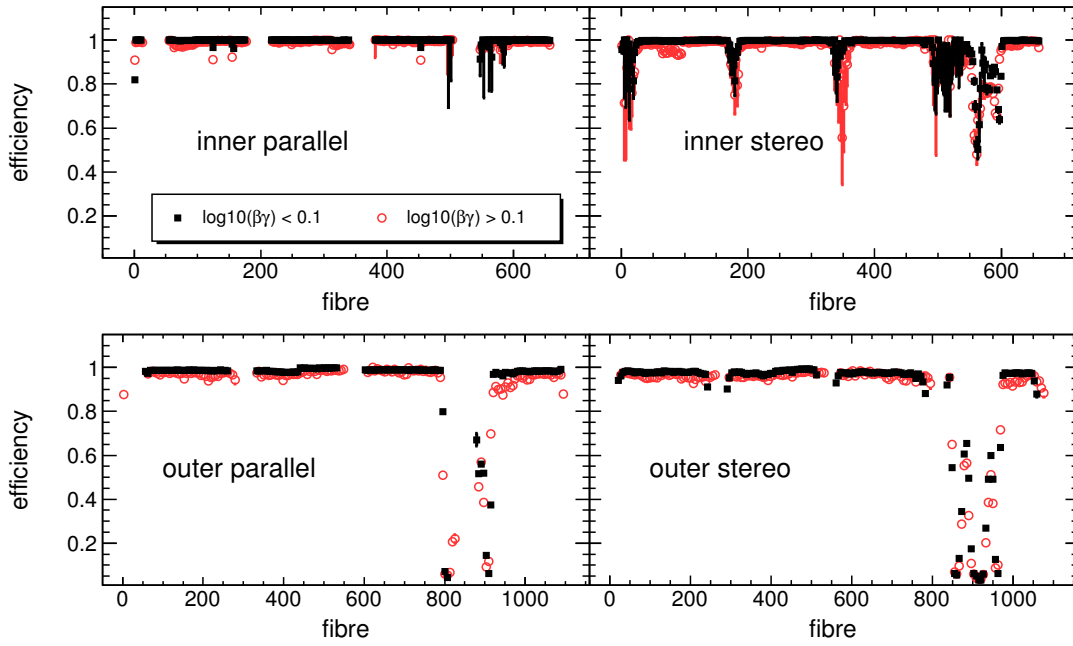 efficiency
1
0.8
0.6
0.4
0.2
inner parallel
inner stereo
log10(βγ) < 0.1
log10(βγ) > 0.1
0 200 400 600
0 200 400 600
fibre
fibre
efficiency
1
0.8
0.6
0.4
0.2
outer parallel
outer stereo
0 200 400 600 800 1000
0 200 400 600 800 1000
fibre
fibre